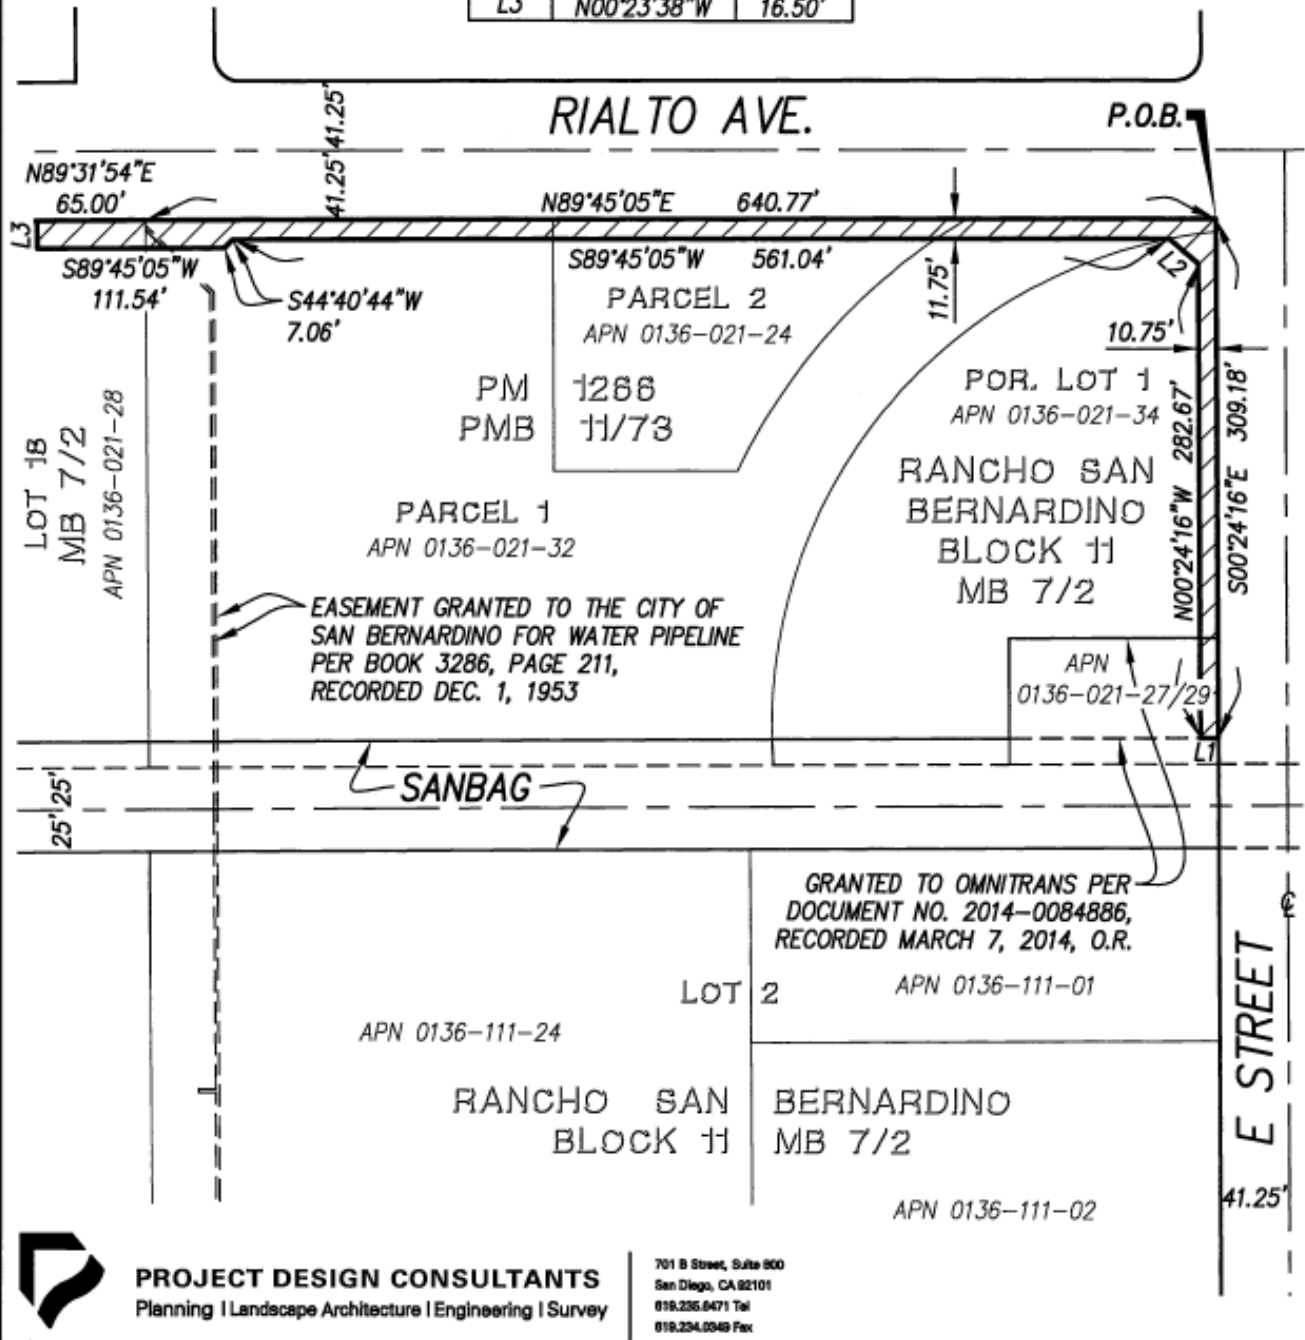 L3 N00°23'38"W 16.50'
RIALTO AVE.
P.O.B.
41.25' 41.25'
N89°31'54"E
65.00'
N89°45'05"E 640.77'
L3
S89°45'05"W
111.54'
S44°40'44"W
7.06'
S89°45'05"W 561.04'
11.75'
L2
10.75'
PARCEL 2
APN 0136-021-24
PM 1266
PMB 11/73
POR. LOT 1
APN 0136-021-34
RANCHO SAN
BERNARDINO
BLOCK 11
MB 7/2
N00°24'16"W 282.67'
S00°24'16"E 309.18'
LOT 18
MB 7/2
APN 0136-021-28
PARCEL 1
APN 0136-021-32
EASEMENT GRANTED TO THE CITY OF
SAN BERNARDINO FOR WATER PIPELINE
PER BOOK 3286, PAGE 211,
RECORDED DEC. 1, 1953
APN
0136-021-27/29
L1
SANBAG
25' 25'
GRANTED TO OMNITRANS PER
DOCUMENT NO. 2014-0084886,
RECORDED MARCH 7, 2014, O.R.
℄
E STREET
LOT 2
APN 0136-111-01
APN 0136-111-24
RANCHO SAN BERNARDINO
BLOCK 11 MB 7/2
APN 0136-111-02
41.25'
PROJECT DESIGN CONSULTANTS
Planning | Landscape Architecture | Engineering | Survey
701 B Street, Suite 800
San Diego, CA 92101
619.235.6471 Tel
619.234.0349 Fax